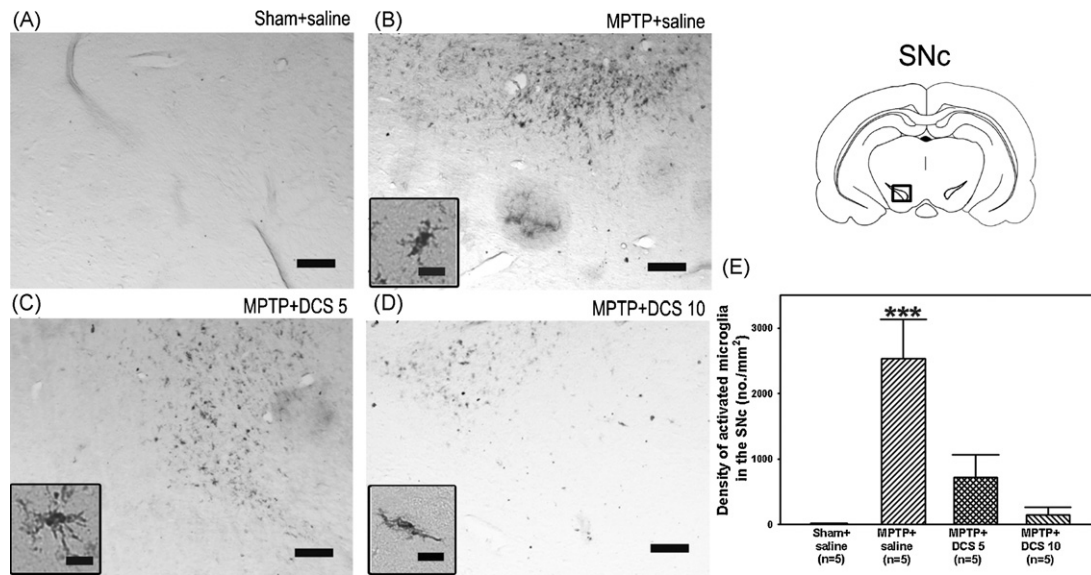 (A)
Sham+saline
(B)
MPTP+saline
SNc
(C)
MPTP+DCS 5
(D)
MPTP+DCS 10
(E)
Density of activated microglia
in the SNc (no./mm²)
3000
2000
1000
0
***
Sham+
saline
(n=5)
MPTP+
saline
(n=5)
MPTP+
DCS 5
(n=5)
MPTP+
DCS 10
(n=5)